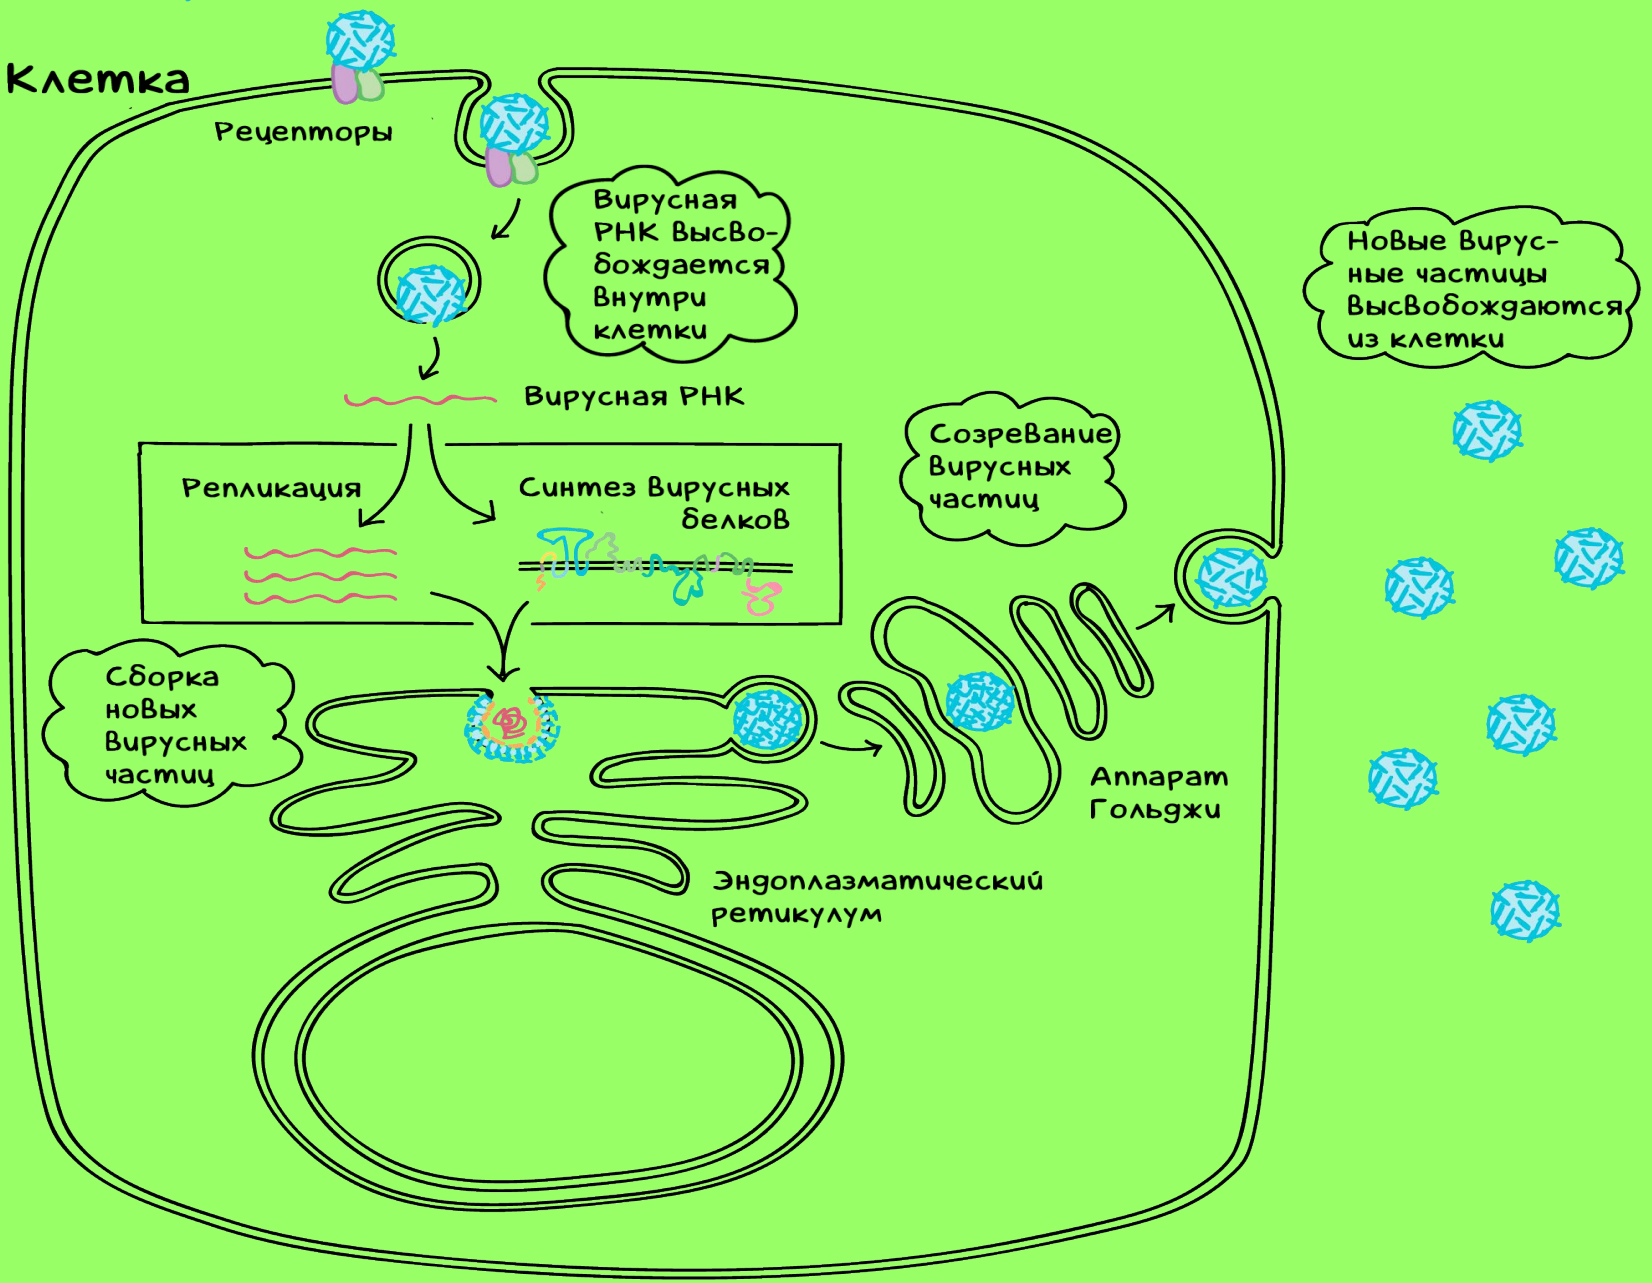 Клетка
Рецепторы
Вирусная
РНК высво-
бождается
внутри
клетки
Новые вирус-
ные частицы
высвобождаются
из клетки
Вирусная РНК
Созревание
вирусных
частиц
Репликация
Синтез вирусных
белков
Сборка
новых
вирусных
частиц
Аппарат
Гольджи
Эндоплазматический
ретикулум